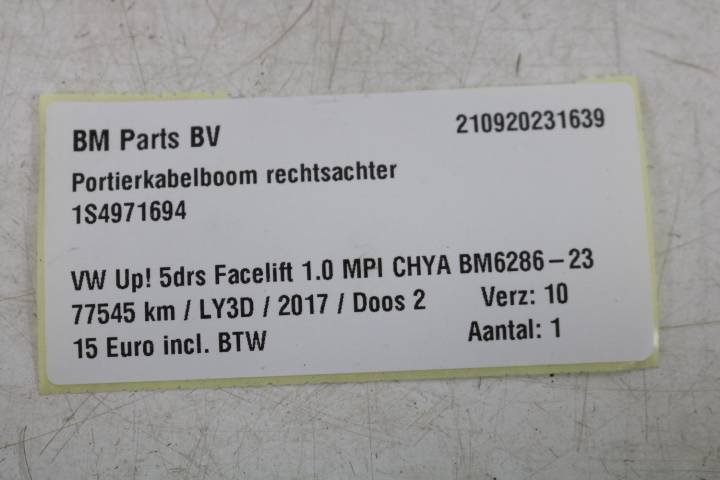 BM Parts BV 210920231639
Portierkabelboom rechtsachter
1S4971694
VW Up! 5drs Facelift 1.0 MPI CHYA BM6286-23
77545 km / LY3D / 2017 / Doos 2 Verz: 10
15 Euro incl. BTW Aantal: 1